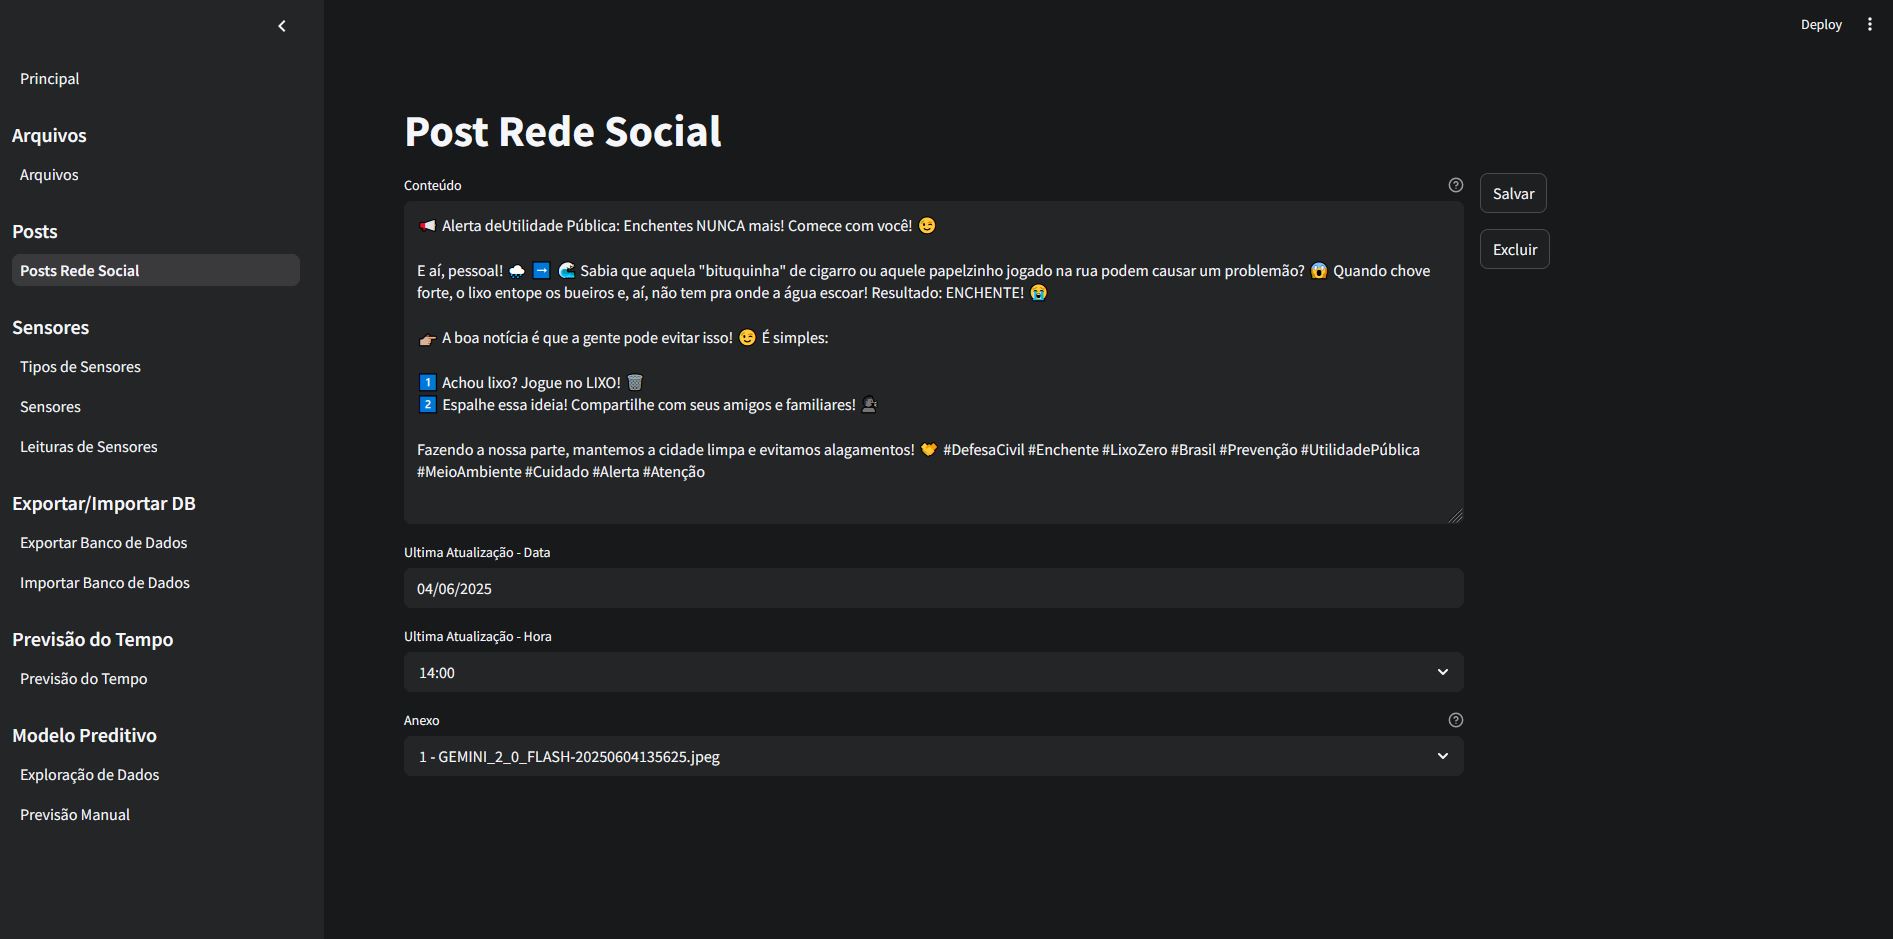 Deploy
Principal
Arquivos
Arquivos
Posts
Posts Rede Social
Sensores
Tipos de Sensores
Sensores
Leituras de Sensores
Exportar/Importar DB
Exportar Banco de Dados
Importar Banco de Dados
Previsão do Tempo
Previsão do Tempo
Modelo Preditivo
Exploração de Dados
Previsão Manual
Post Rede Social
Conteúdo
📢 Alerta deUtilidade Pública: Enchentes NUNCA mais! Comece com você! 😉
E aí, pessoal! 🌧️ ➡️ 🌊 Sabia que aquela "bituquinha" de cigarro ou aquele papelzinho jogado na rua podem causar um problemão? 😱 Quando chove
forte, o lixo entope os bueiros e, aí, não tem pra onde a água escoar! Resultado: ENCHENTE! 😭
👉🏼 A boa notícia é que a gente pode evitar isso! 😉 É simples:
1️⃣ Achou lixo? Jogue no LIXO! 🗑️
2️⃣ Espalhe essa ideia! Compartilhe com seus amigos e familiares! 🗣️
Fazendo a nossa parte, mantemos a cidade limpa e evitamos alagamentos! 🤝 #DefesaCivil #Enchente #LixoZero #Brasil #Prevenção #UtilidadePública
#MeioAmbiente #Cuidado #Alerta #Atenção
Ultima Atualização - Data
04/06/2025
Ultima Atualização - Hora
14:00
Anexo
1 - GEMINI_2_0_FLASH-20250604135625.jpeg
Salvar
Excluir